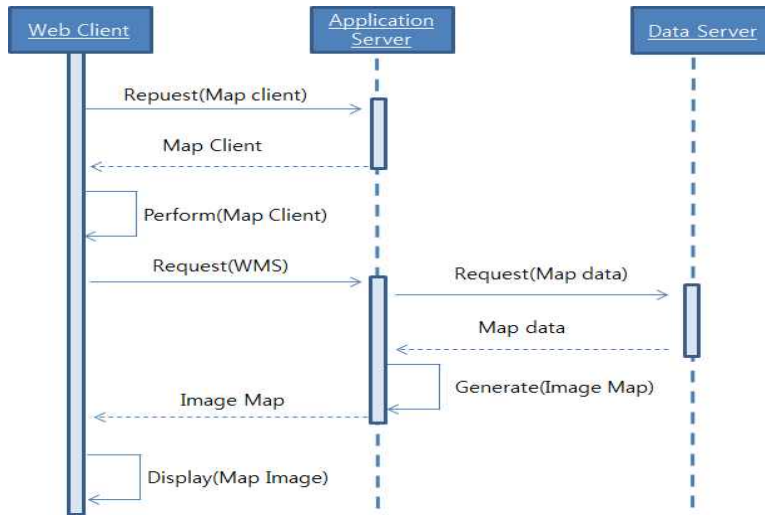 Web Client
Application
Server
Data Server
Repuest(Map client)
Map Client
Perform(Map Client)
Request(WMS)
Request(Map data)
Map data
Generate(Image Map)
Image Map
Display(Map Image)